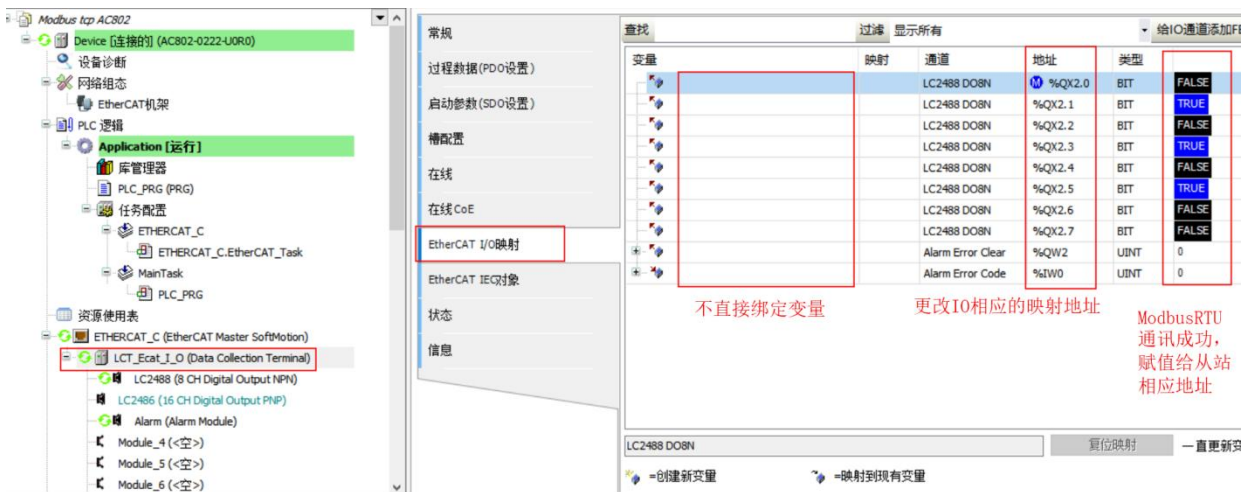 Modbus tcp AC802
Device [连接的] (AC802-0222-U0R0)
设备诊断
网络组态
EtherCAT机架
PLC 逻辑
Application [运行]
库管理器
PLC_PRG (PRG)
任务配置
ETHERCAT_C
ETHERCAT_C.EtherCAT_Task
MainTask
PLC_PRG
资源使用表
ETHERCAT_C (EtherCAT Master SoftMotion)
LCT_Ecat_I_O (Data Collection Terminal)
LC2488 (8 CH Digital Output NPN)
LC2486 (16 CH Digital Output PNP)
Alarm (Alarm Module)
Module_4 (<空>)
Module_5 (<空>)
Module_6 (<空>)
常规
过程数据(PDO设置)
启动参数(SDO设置)
槽配置
在线
在线CoE
EtherCAT I/O映射
EtherCAT IEC对象
状态
信息
查找 过滤 显示所有 给IO通道添加FB
变量 映射 通道 地址 类型
LC2488 DO8N M %QX2.0 BIT FALSE
LC2488 DO8N %QX2.1 BIT TRUE
LC2488 DO8N %QX2.2 BIT FALSE
LC2488 DO8N %QX2.3 BIT TRUE
LC2488 DO8N %QX2.4 BIT FALSE
LC2488 DO8N %QX2.5 BIT TRUE
LC2488 DO8N %QX2.6 BIT FALSE
LC2488 DO8N %QX2.7 BIT FALSE
Alarm Error Clear %QW2 UINT 0
Alarm Error Code %IW0 UINT 0
不直接绑定变量
更改IO相应的映射地址
ModbusRTU
通讯成功，
赋值给从站
相应地址
LC2488 DO8N 复位映射 一直更新变
=创建新变量 =映射到现有变量